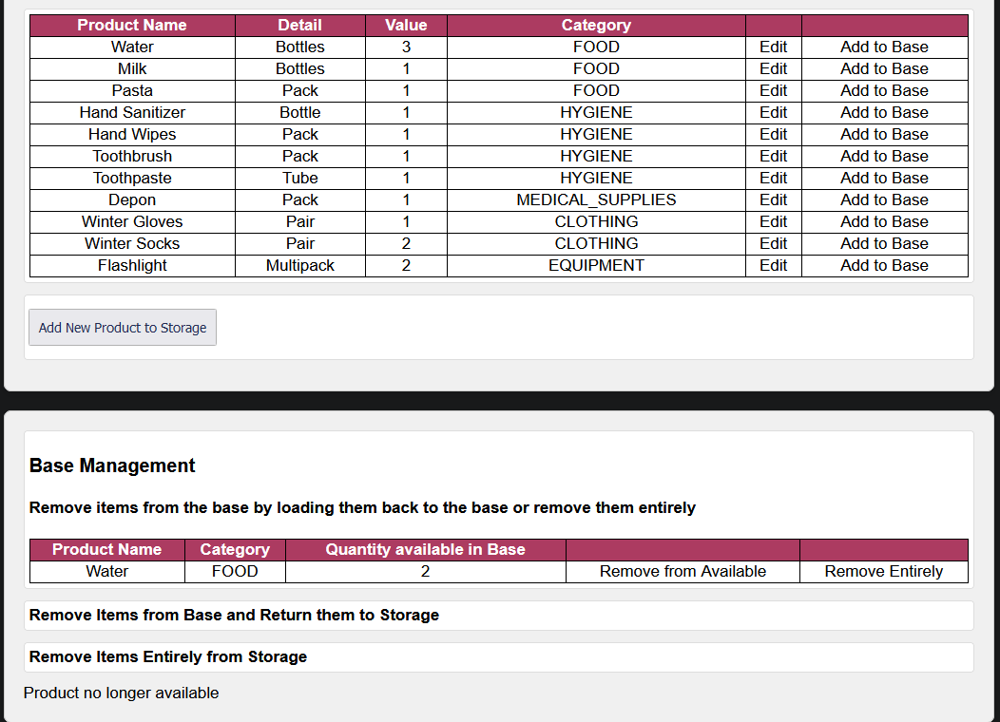 Product Name Detail Value Category
Water Bottles 3 FOOD Edit Add to Base
Milk Bottles 1 FOOD Edit Add to Base
Pasta Pack 1 FOOD Edit Add to Base
Hand Sanitizer Bottle 1 HYGIENE Edit Add to Base
Hand Wipes Pack 1 HYGIENE Edit Add to Base
Toothbrush Pack 1 HYGIENE Edit Add to Base
Toothpaste Tube 1 HYGIENE Edit Add to Base
Depon Pack 1 MEDICAL_SUPPLIES Edit Add to Base
Winter Gloves Pair 1 CLOTHING Edit Add to Base
Winter Socks Pair 2 CLOTHING Edit Add to Base
Flashlight Multipack 2 EQUIPMENT Edit Add to Base
Add New Product to Storage
Base Management
Remove items from the base by loading them back to the base or remove them entirely
Product Name Category Quantity available in Base
Water FOOD 2 Remove from Available Remove Entirely
Remove Items from Base and Return them to Storage
Remove Items Entirely from Storage
Product no longer available